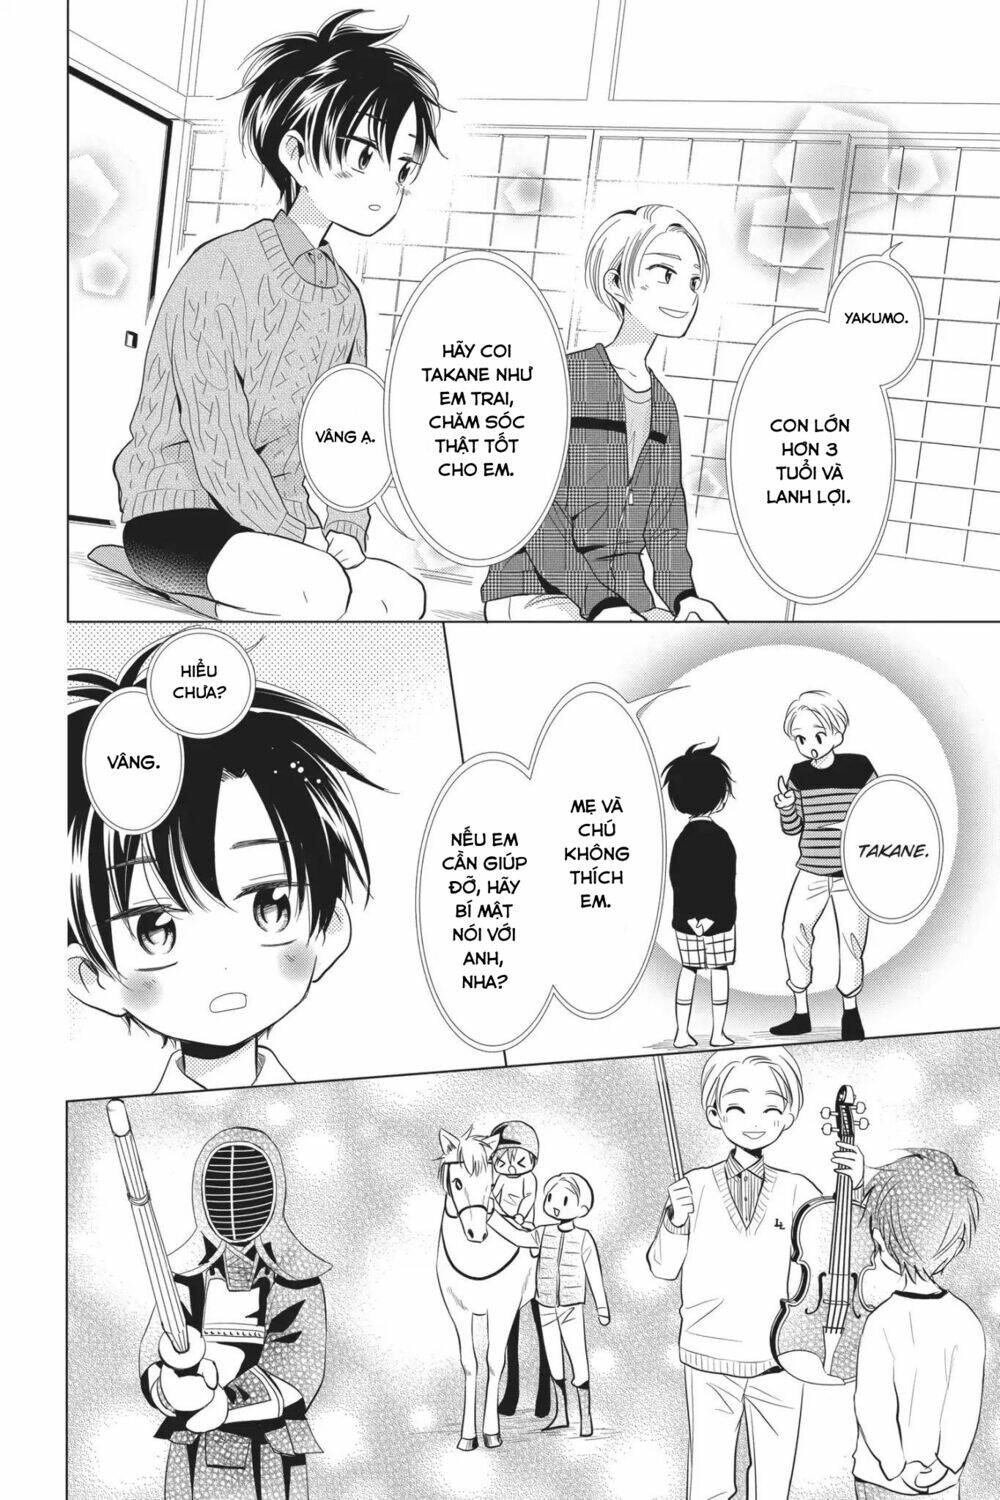 YAKUMO.
CON LỚN
HƠN 3
TUỔI VÀ
LANH LỢI.
HÃY COI
TAKANE NHƯ
EM TRAI,
CHĂM SÓC
THẬT TỐT
CHO EM.
VÂNG Ạ.
TAKANE.
MẸ VÀ
CHÚ
KHÔNG
THÍCH
EM.
NẾU EM
CẦN GIÚP
ĐỠ, HÃY
BÍ MẬT
NÓI VỚI
ANH,
NHA?
HIỂU
CHƯA?
VÂNG.